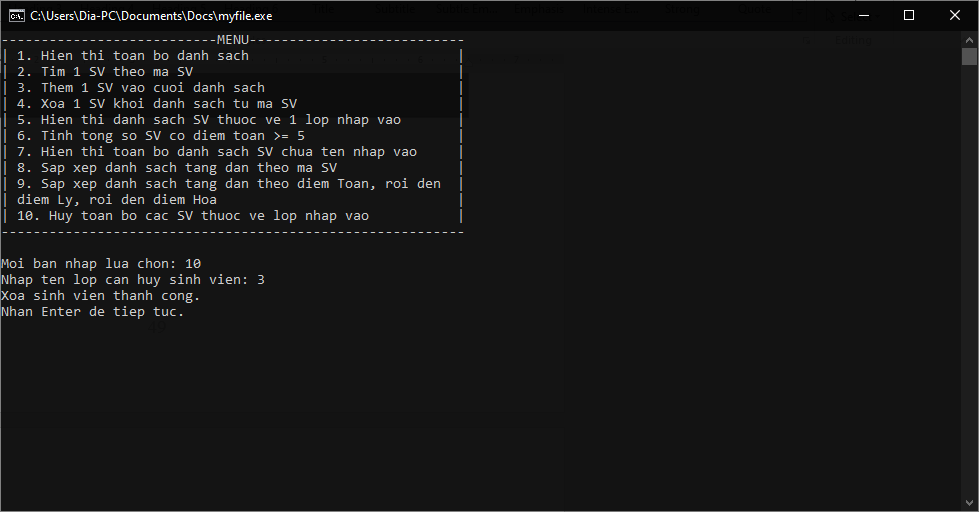 C:\Users\Dia-PC\Documents\Docs\myfile.exe
---------------------------MENU---------------------------
| 1. Hien thi toan bo danh sach |
| 2. Tim 1 SV theo ma SV |
| 3. Them 1 SV vao cuoi danh sach |
| 4. Xoa 1 SV khoi danh sach tu ma SV |
| 5. Hien thi danh sach SV thuoc ve 1 lop nhap vao |
| 6. Tinh tong so SV co diem toan >= 5 |
| 7. Hien thi toan bo danh sach SV chua ten nhap vao |
| 8. Sap xep danh sach tang dan theo ma SV |
| 9. Sap xep danh sach tang dan theo diem Toan, roi den |
| diem Ly, roi den diem Hoa |
| 10. Huy toan bo cac SV thuoc ve lop nhap vao |
----------------------------------------------------------
Moi ban nhap lua chon: 10
Nhap ten lop can huy sinh vien: 3
Xoa sinh vien thanh cong.
Nhan Enter de tiep tuc.